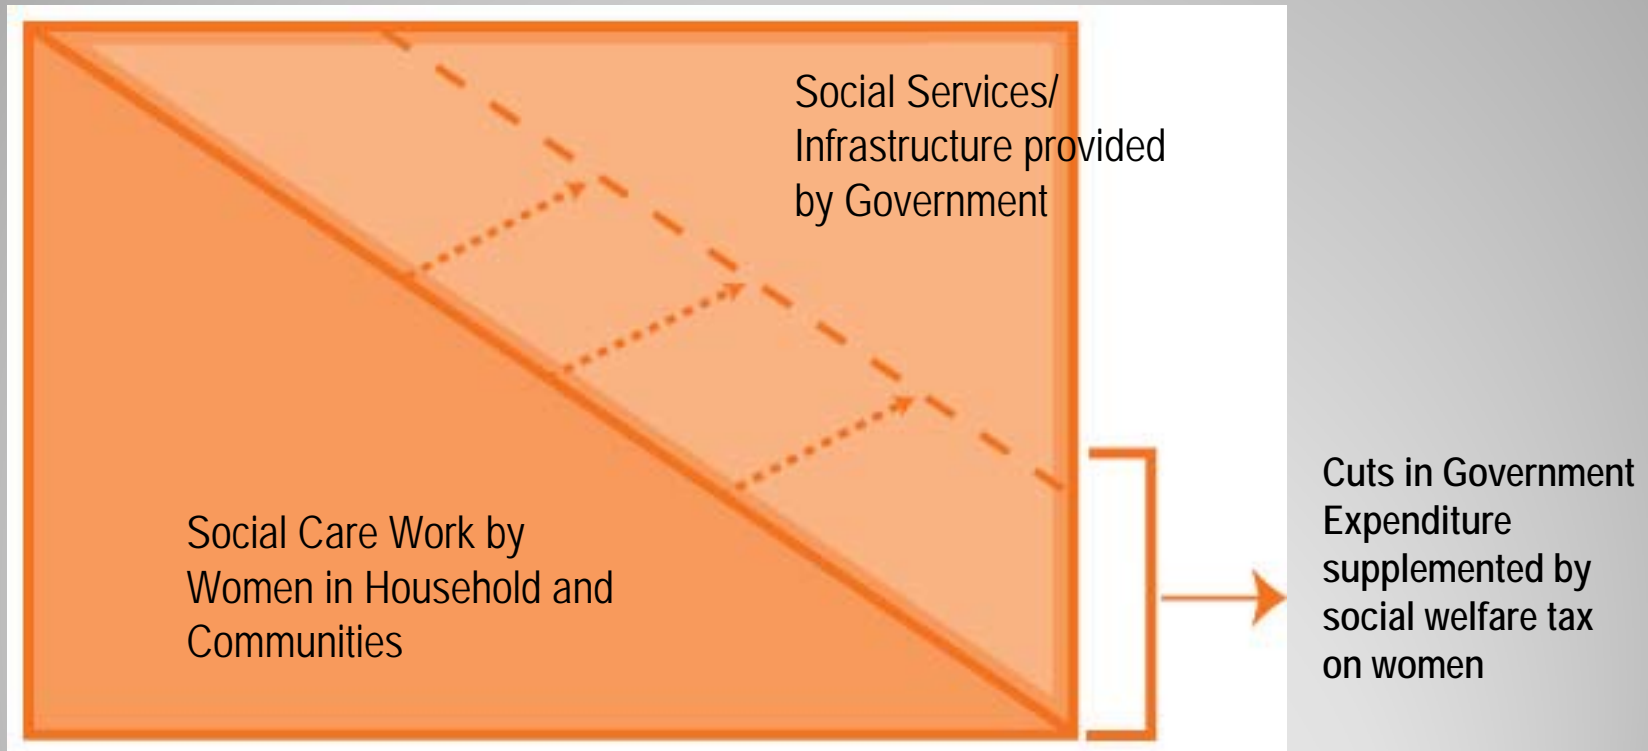 Social Services/
Infrastructure provided
by Government
Social Care Work by
Women in Household and
Communities
Cuts in Government
Expenditure
supplemented by
social welfare tax
on women